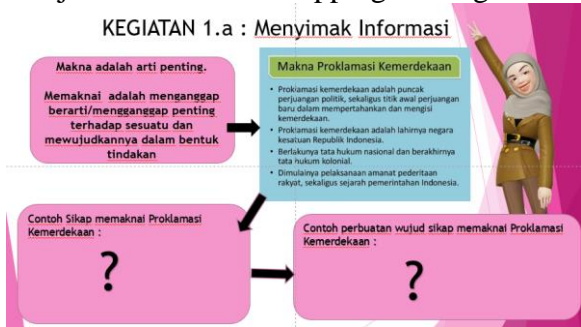 KEGIATAN 1.a : Menyimak Informasi
Makna adalah arti penting.
Memaknai adalah menganggap
berarti/mengganggap penting
terhadap sesuatu dan
mewujudkannya dalam bentuk
tindakan
Makna Proklamasi Kemerdekaan
• Prokiamasi kemerdekaan adalah puncak
perjuangan politik, sekaligus titik awal perjuangan
baru dalam mempertahankan dan mengisi
kemerdekaan.
• Proklamasi kemerdekaan adalah lahirnya negara
kesatuan Republik Indonesia.
• Berlakunya tata hukum nasional dan berakhirnya
tata hukum kolonial.
• Dimulainya pelaksanaan amanat pederitaan
rakyat, sekaligus sejarah pemerintahan Indonesia.
Contoh Sikap memaknai Proklamasi
Kemerdekaan :
?
Contoh perbuatan wujud sikap memaknai Proklamasi
Kemerdekaan :
?